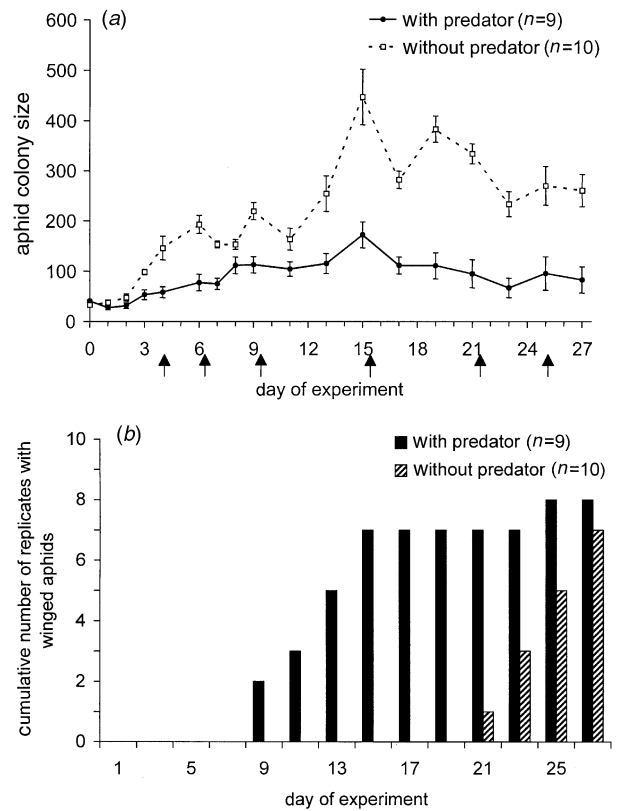 (a)
with predator (n=9)
without predator (n=10)
600
500
400
300
200
100
0
aphid colony size
0 3 6 9 12 15 18 21 24 27
day of experiment
(b)
with predator (n=9)
without predator (n=10)
10
8
6
4
2
0
cumulative number of replicates with
winged aphids
1 5 9 13 17 21 25
day of experiment